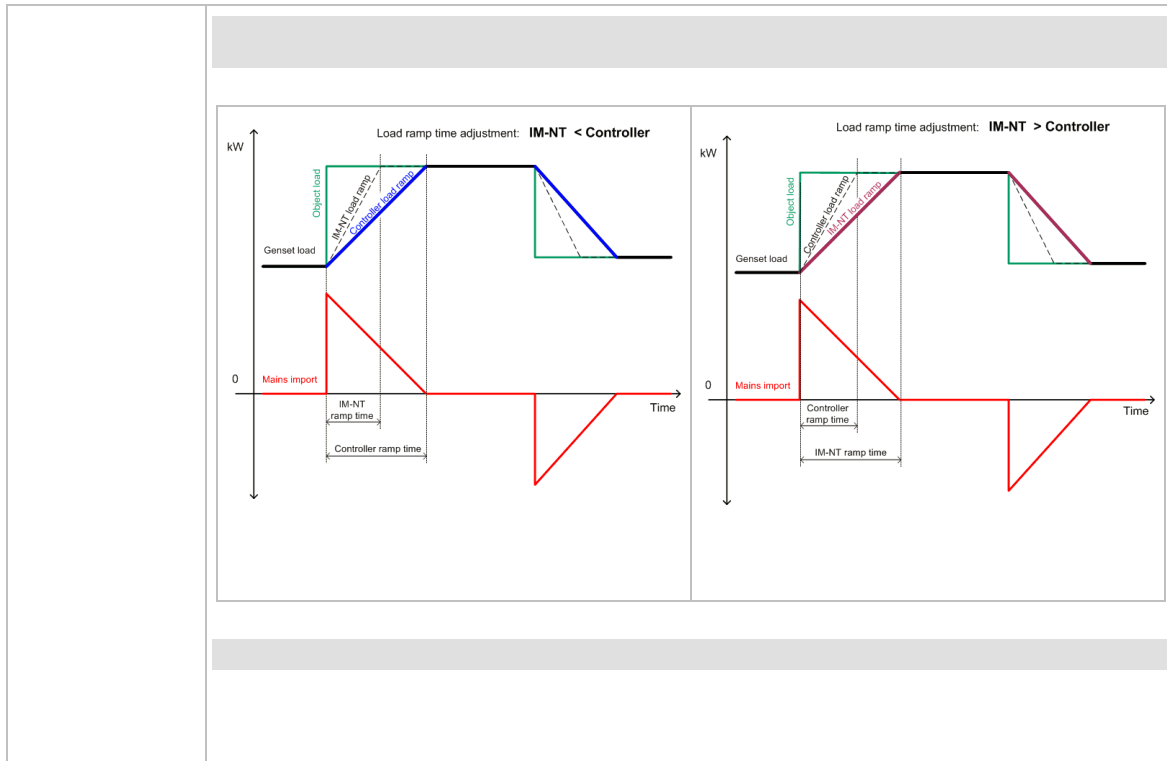 Load ramp time adjustment: IM-NT < Controller
kW
Object load
IM-NT load ramp
Controller load ramp
Genset load
0
Mains import
Time
IM-NT
ramp time
Controller ramp time
Load ramp time adjustment: IM-NT > Controller
kW
Object load
Controller load ramp
IM-NT load ramp
Genset load
0
Mains import
Time
Controller
ramp time
IM-NT ramp time